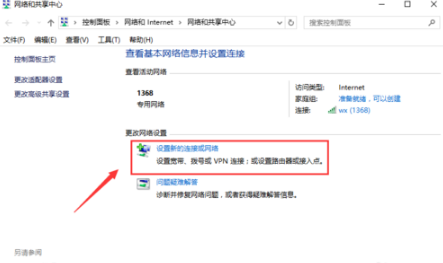 网络和共享中心
控制面板 > 网络和 Internet > 网络和共享中心
搜索控制面板
文件(F) 编辑(E) 查看(V) 工具(T) 帮助(H)
控制面板主页
更改适配器设置
更改高级共享设置
查看基本网络信息并设置连接
查看活动网络
1368
专用网络
访问类型: Internet
家庭组: 准备就绪，可以创建
连接: wx (1368)
更改网络设置
设置新的连接或网络
设置宽带、拨号或 VPN 连接；或设置路由器或接入点。
问题疑难解答
诊断并修复网络问题，或者获得疑难解答信息。
另请参阅